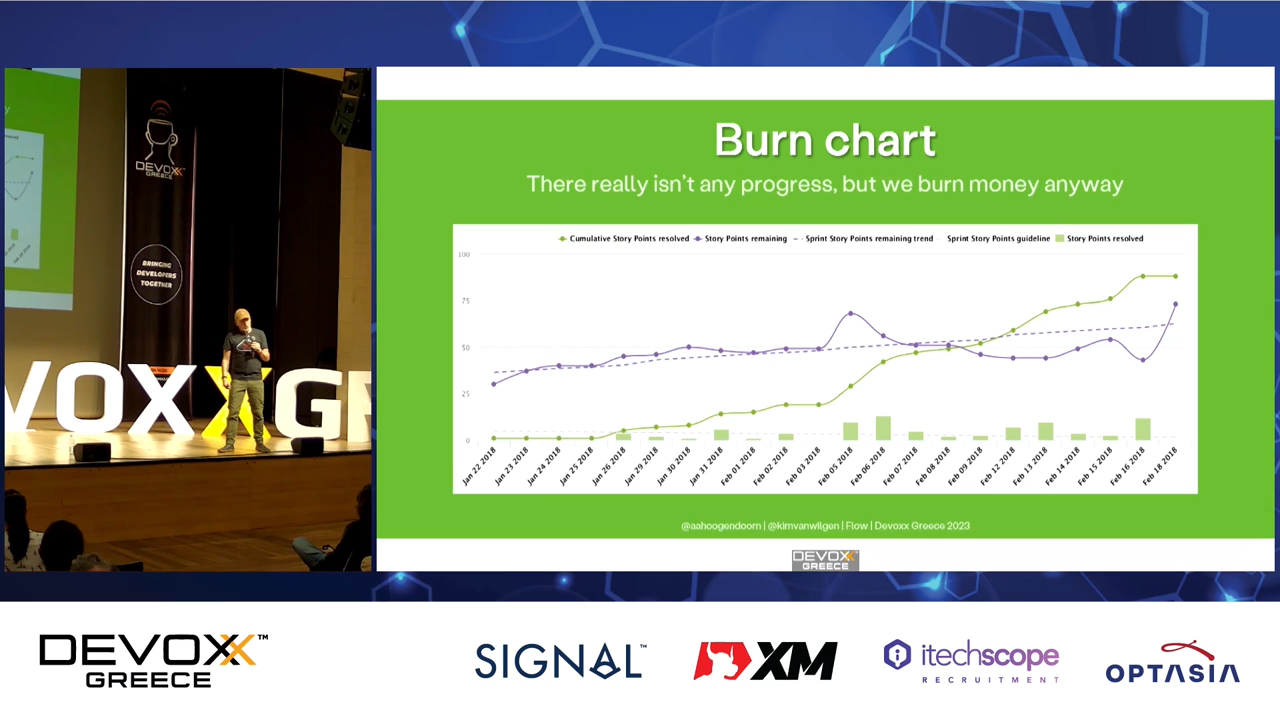 DEVOXX
GREECE
BRINGING
DEVELOPERS
TOGETHER
VOXXGR
Burn chart
There really isn't any progress, but we burn money anyway
Cumulative Story Points resolved Story Points remaining Sprint Story Points remaining trend Sprint Story Points guideline Story Points resolved
100
75
50
25
0
Jan 22 2018 Jan 23 2018 Jan 24 2018 Jan 25 2018 Jan 26 2018 Jan 29 2018 Jan 30 2018 Jan 31 2018 Feb 01 2018 Feb 02 2018 Feb 03 2018 Feb 05 2018 Feb 06 2018 Feb 07 2018 Feb 08 2018 Feb 09 2018 Feb 12 2018 Feb 13 2018 Feb 14 2018 Feb 15 2018 Feb 16 2018 Feb 18 2018
@aahoogendoorn | @kimvanwilgen | Flow | Devoxx Greece 2023
DEVOXX
GREECE
DEVOXX™
GREECE
SIGNAL™
XM
itechscope
RECRUITMENT
OPTASIA